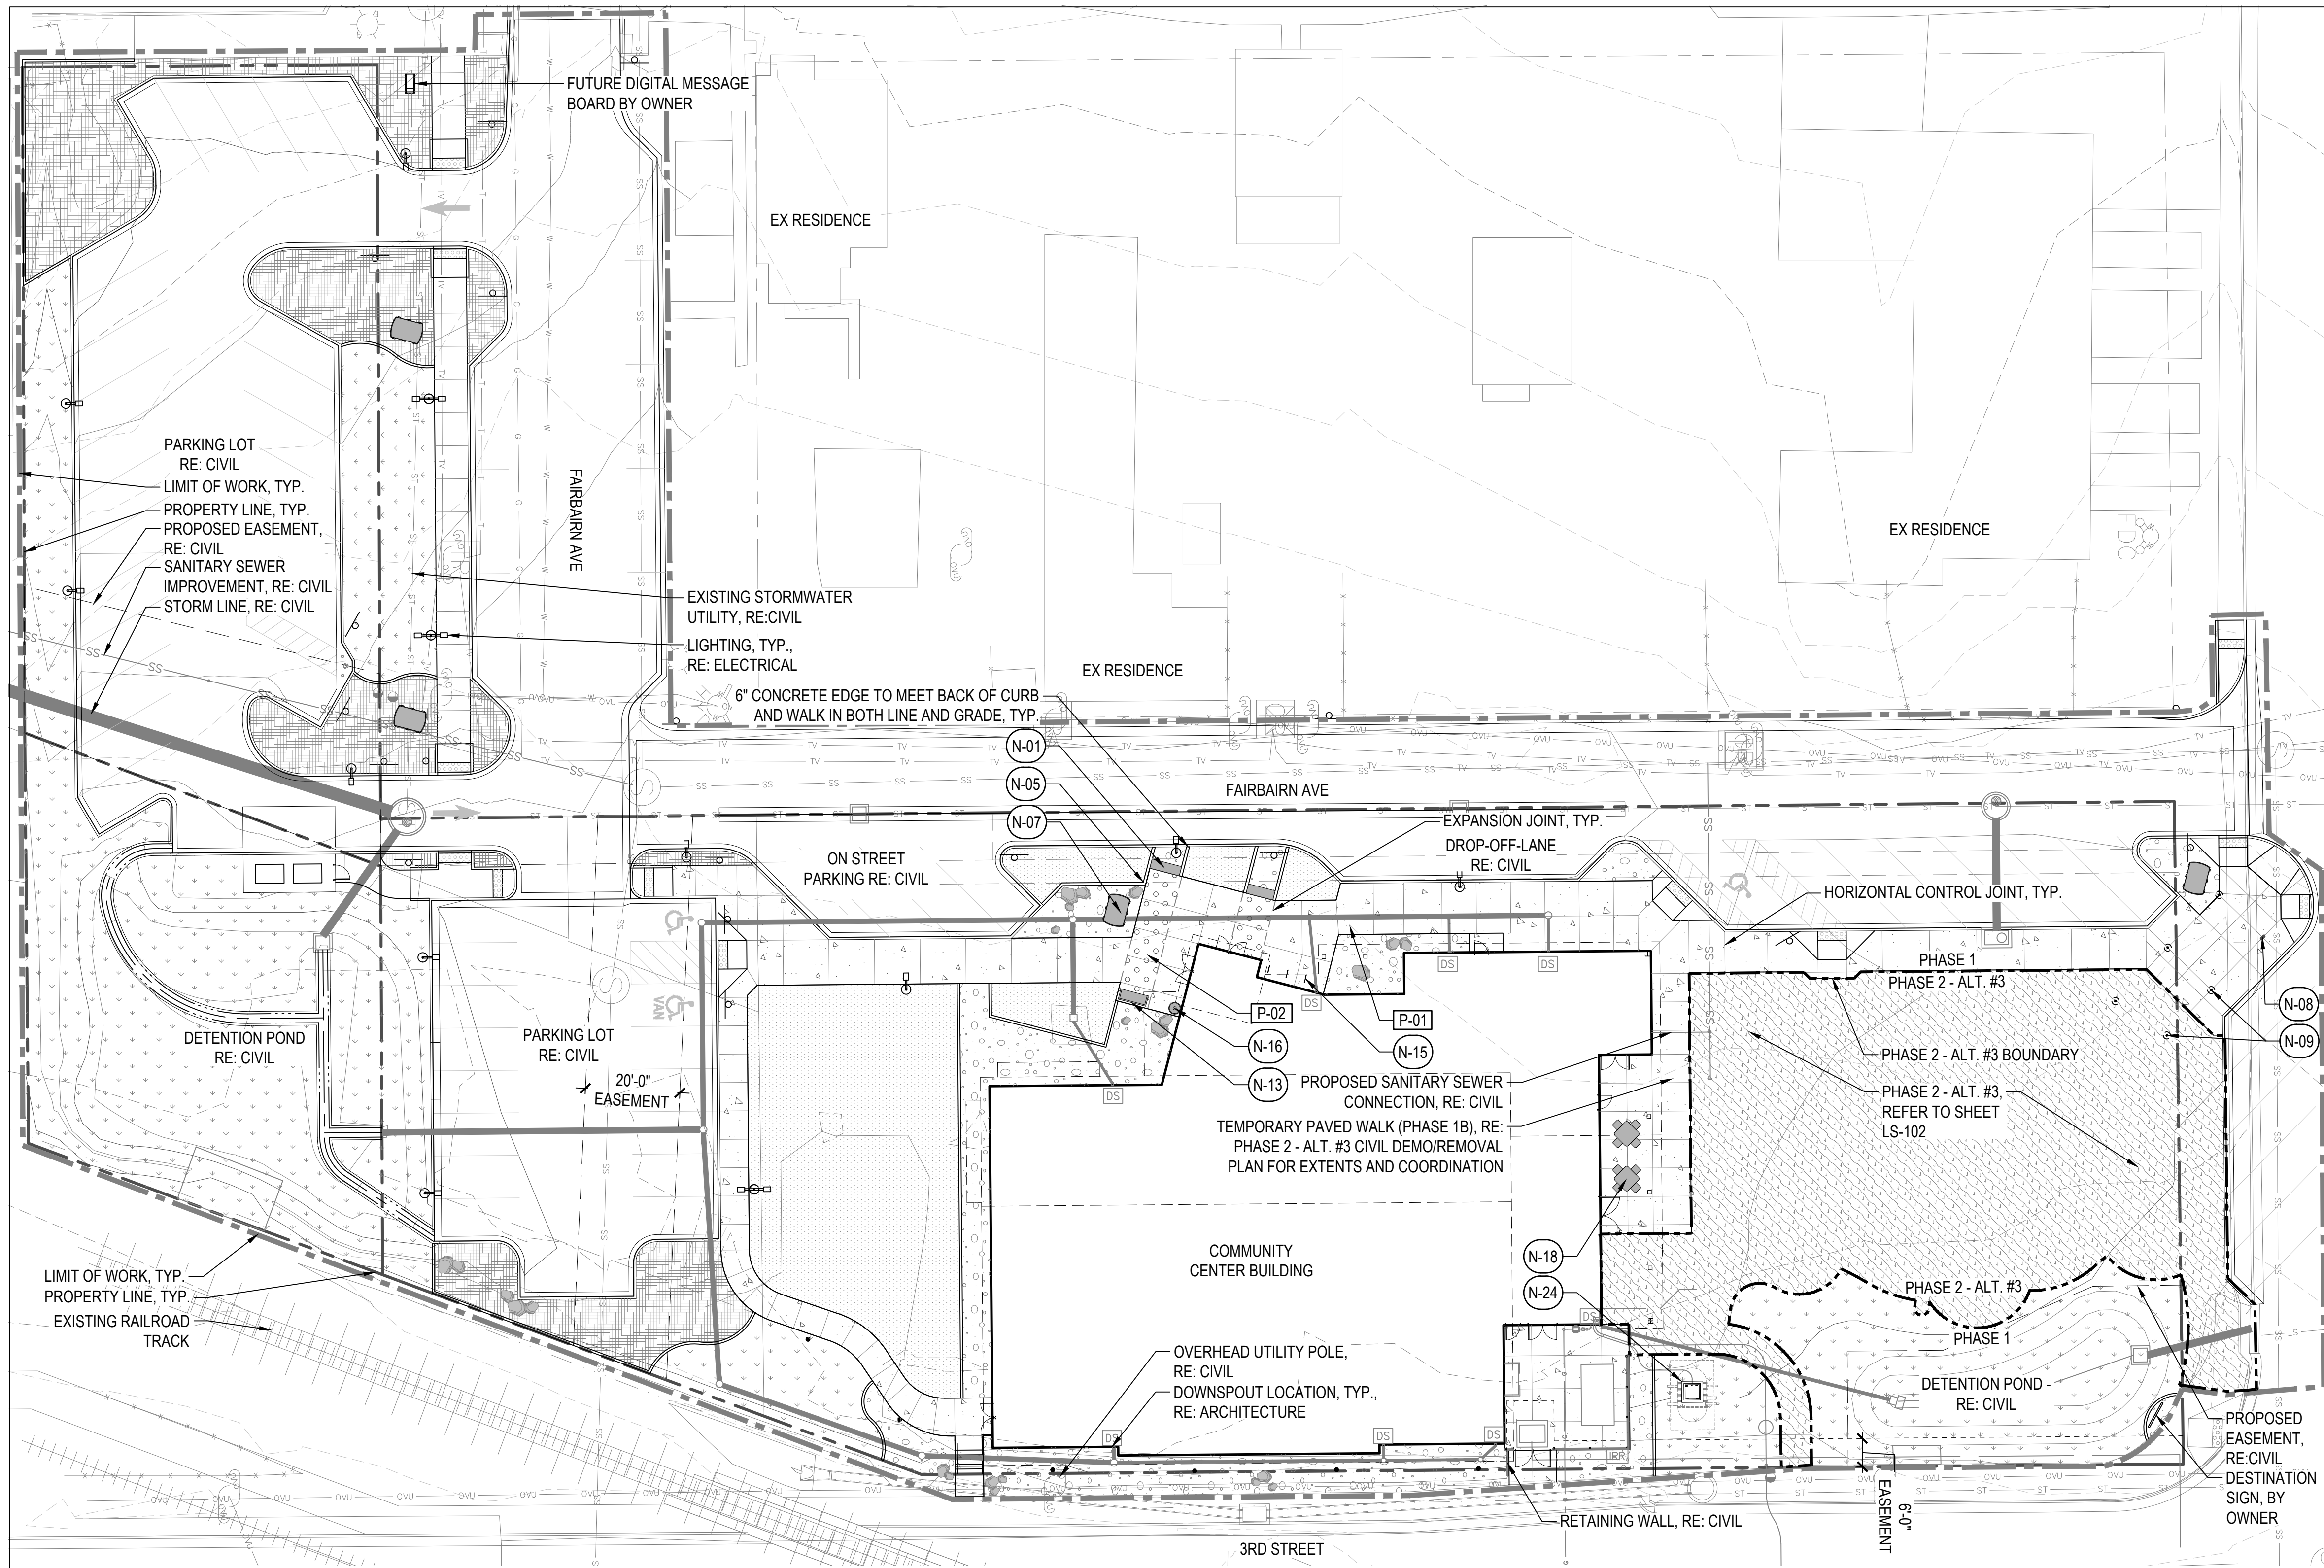 FUTURE DIGITAL MESSAGE
BOARD BY OWNER
EX RESIDENCE
PARKING LOT
RE: CIVIL
LIMIT OF WORK, TYP.
PROPERTY LINE, TYP.
PROPOSED EASEMENT,
RE: CIVIL
SANITARY SEWER
IMPROVEMENT, RE: CIVIL
STORM LINE, RE: CIVIL
FAIRBAIRN AVE
EXISTING STORMWATER
UTILITY, RE:CIVIL
LIGHTING, TYP.,
RE: ELECTRICAL
EX RESIDENCE
EX RESIDENCE
FDC
6" CONCRETE EDGE TO MEET BACK OF CURB
AND WALK IN BOTH LINE AND GRADE, TYP.
N-01
N-05
N-07
FAIRBAIRN AVE
ON STREET
PARKING RE: CIVIL
EXPANSION JOINT, TYP.
DROP-OFF-LANE
RE: CIVIL
HORIZONTAL CONTROL JOINT, TYP.
PHASE 1
PHASE 2 - ALT. #3
N-08
N-09
P-02
P-01
N-16
N-15
N-13
DS
DS
DS
DS
PHASE 2 - ALT. #3 BOUNDARY
PHASE 2 - ALT. #3,
REFER TO SHEET
LS-102
PROPOSED SANITARY SEWER
CONNECTION, RE: CIVIL
TEMPORARY PAVED WALK (PHASE 1B), RE:
PHASE 2 - ALT. #3 CIVIL DEMO/REMOVAL
PLAN FOR EXTENTS AND COORDINATION
DETENTION POND
RE: CIVIL
PARKING LOT
RE: CIVIL
VAN
20'-0"
EASEMENT
COMMUNITY
CENTER BUILDING
N-18
N-24
LIMIT OF WORK, TYP.
PROPERTY LINE, TYP.
EXISTING RAILROAD
TRACK
PHASE 2 - ALT. #3
PHASE 1
DS
OVERHEAD UTILITY POLE,
RE: CIVIL
DOWNSPOUT LOCATION, TYP.,
RE: ARCHITECTURE
DS
DS
DS
IRR
DETENTION POND -
RE: CIVIL
PROPOSED
EASEMENT,
RE:CIVIL
DESTINATION
SIGN, BY
OWNER
6'-0"
EASEMENT
RETAINING WALL, RE: CIVIL
3RD STREET